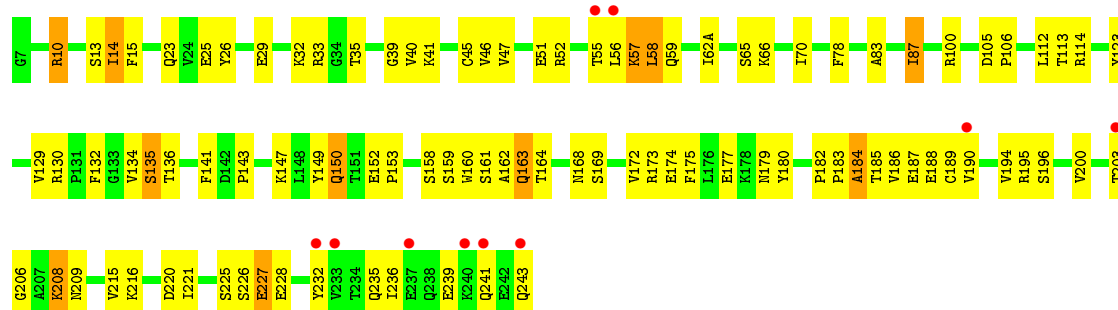 G7 R10 S13 I14 F15 Q23 V24 E25 Y26 E29 K32 R33 G34 T35 G39 V40 K41 C45 V46 V47 E51 R52 T55 L56 K57 L58 Q59 I62A S65 K66 I70 F78 A83 I87 R100 D105 P106 L112 T113 R114 Y123
V129 R130 P131 F132 G133 V134 S135 T136 F141 D142 P143 K147 L148 Y149 Q150 T151 E152 P153 S158 S159 W160 S161 A162 Q163 T164 N168 S169 V172 R173 E174 F175 L176 E177 K178 N179 Y180 P182 P183 A184 T185 V186 E187 E188 C189 V190 V194 R195 S196 V200 T203
G206 A207 K208 N209 V215 K216 D220 I221 S225 S226 E227 E228 Y232 V233 T234 Q235 I236 E237 Q238 E239 K240 Q241 E242 Q243